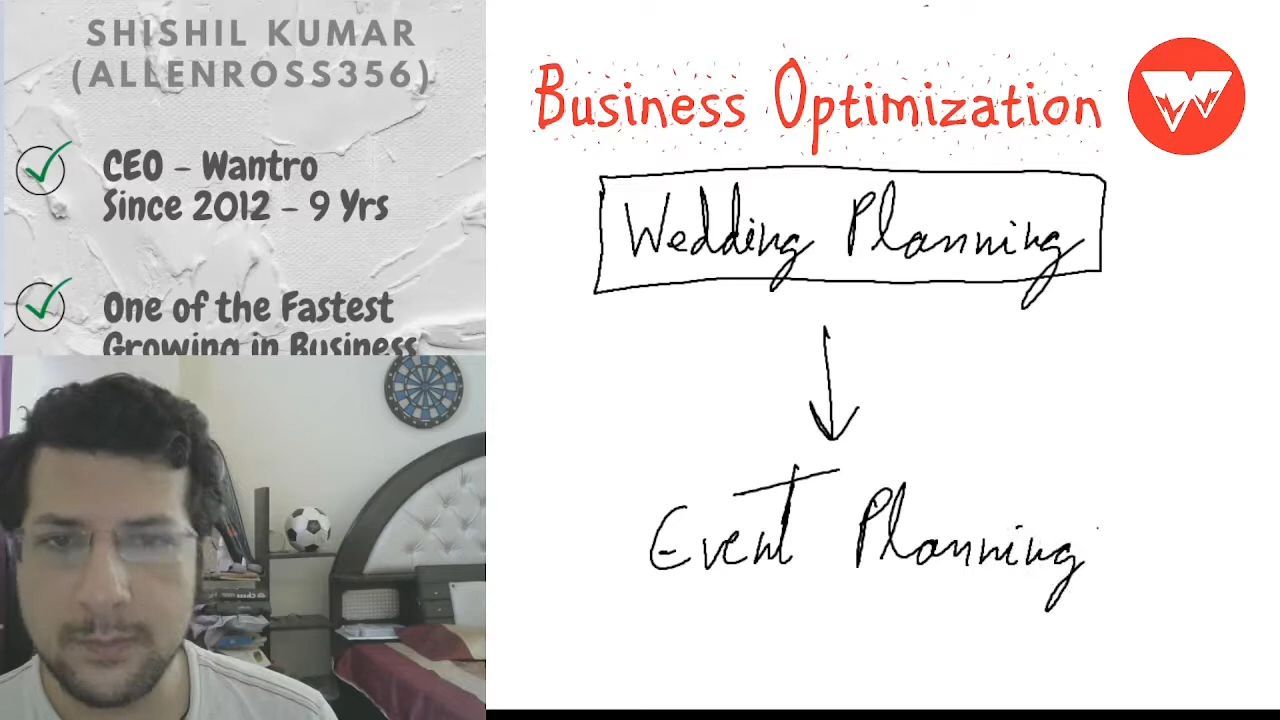 SHISHIL KUMAR
(ALLENROSS356)
CEO – Wantro
Since 2012 – 9 Yrs
One of the Fastest
Growing in Business
Business Optimization
Wedding Planning
Event Planning